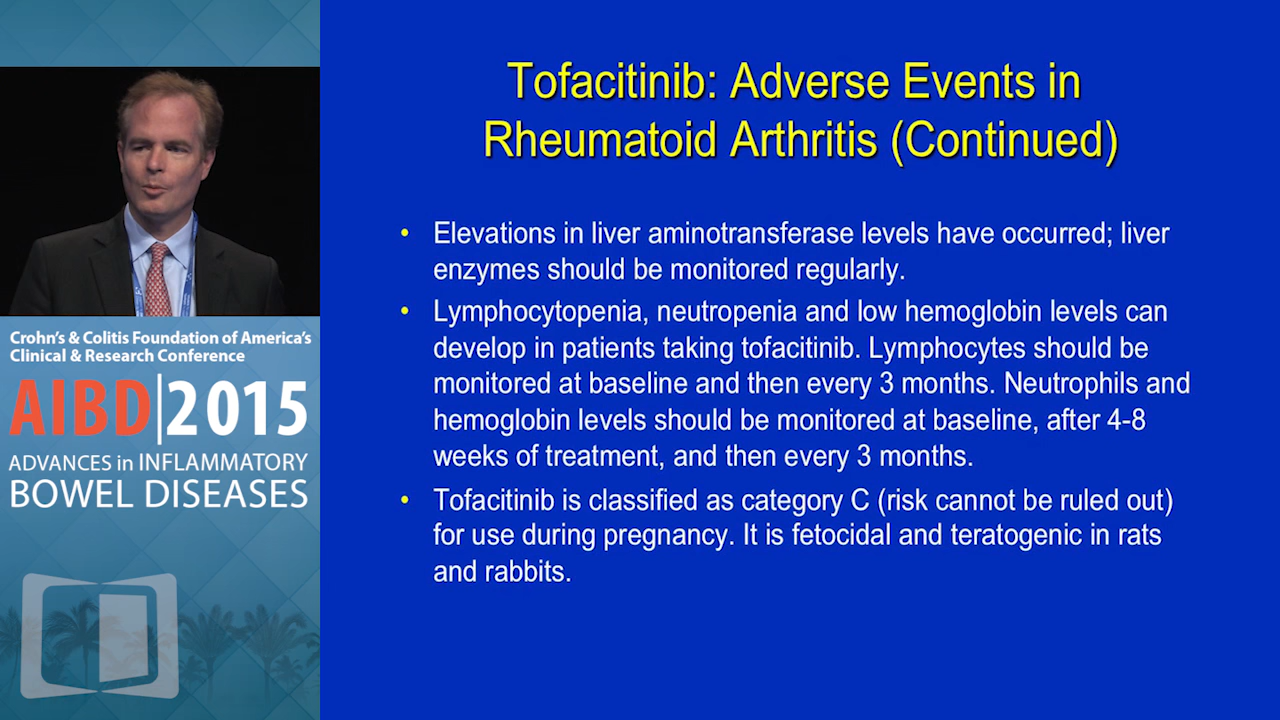 Tofacitinib: Adverse Events in
Rheumatoid Arthritis (Continued)
• Elevations in liver aminotransferase levels have occurred; liver
enzymes should be monitored regularly.
• Lymphocytopenia, neutropenia and low hemoglobin levels can
develop in patients taking tofacitinib. Lymphocytes should be
monitored at baseline and then every 3 months. Neutrophils and
hemoglobin levels should be monitored at baseline, after 4-8
weeks of treatment, and then every 3 months.
• Tofacitinib is classified as category C (risk cannot be ruled out)
for use during pregnancy. It is fetocidal and teratogenic in rats
and rabbits.
Crohn's & Colitis Foundation of America's
Clinical & Research Conference
AIBD|2015
ADVANCES in INFLAMMATORY
BOWEL DISEASES